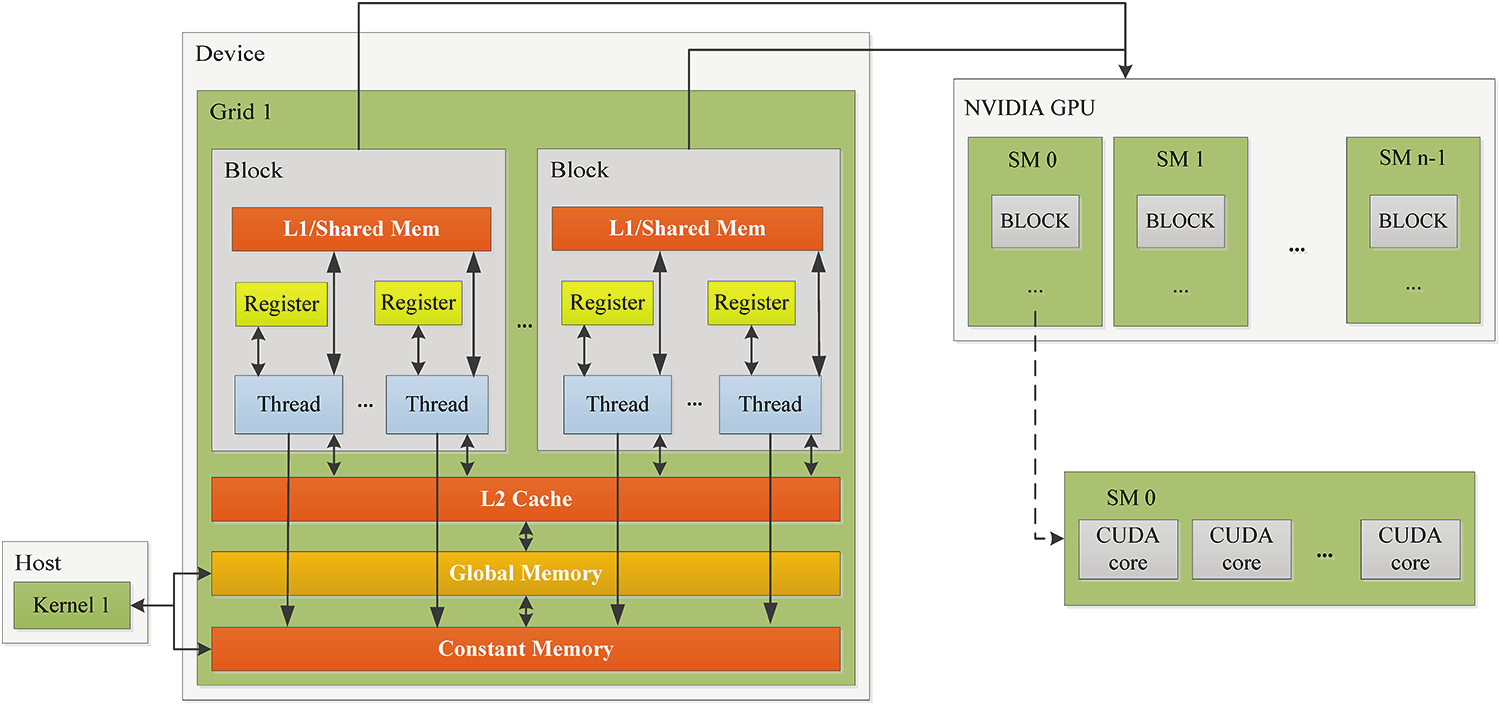 Device
Grid 1
Block
L1/Shared Mem
Register
Register
Thread
...
Thread
...
Block
L1/Shared Mem
Register
Register
Thread
...
Thread
L2 Cache
Global Memory
Constant Memory
Host
Kernel 1
NVIDIA GPU
SM 0
BLOCK
...
SM 1
BLOCK
...
...
SM n-1
BLOCK
...
SM 0
CUDA
core
CUDA
core
...
CUDA
core